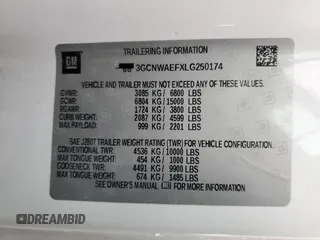 TRAILERING INFORMATION
GM
3GCNWAEFXLG250174
VEHICLE AND TRAILER MUST NOT EXCEED ANY RATINGS
GVWR: 3085 KG / 6800 LBS
GCWR: 6804 KG / 15000 LBS
RGAWR: 1724 KG / 3800 LBS
CURB WEIGHT: 2087 KG / 4587 LBS
MAX PAYLOAD: 999 KG / 2201 LBS
SAE J2807 TRAILER WEIGHT RATING (TWR) FOR VEHICLE CONFIGURATION.
CONVENTIONAL TWR: 4536 KG / 10000 LBS
MAX TONGUE WEIGHT: 454 KG / 1000 LBS
GOOSENECK TWR: 4491 KG / 9900 LBS
MAX TONGUE WEIGHT: 674 KG / 1485 LBS
SEE OWNER'S MANUAL FOR MORE INFORMATION
DREAMBID